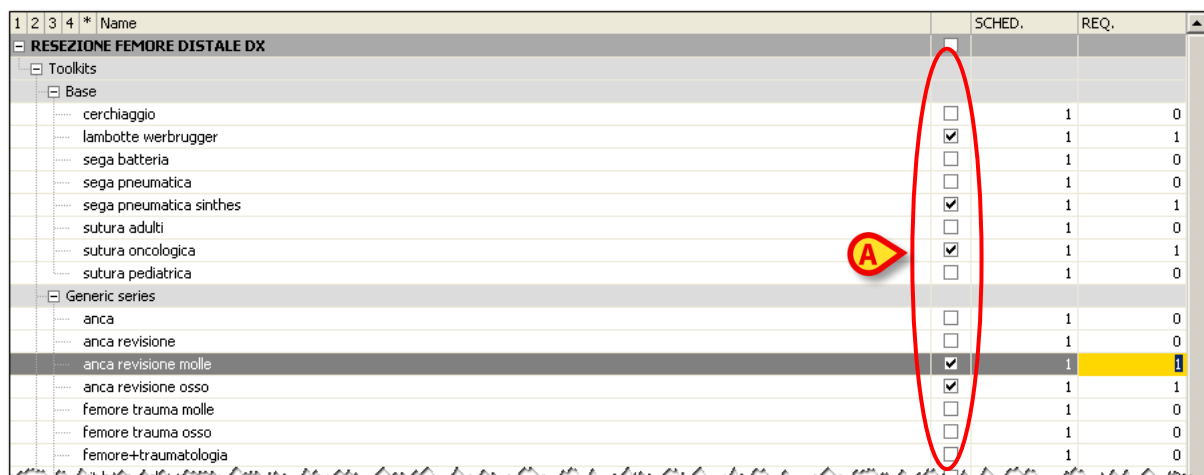 1 2 3 4 * Name SCHED. REQ.
RESEZIONE FEMORE DISTALE DX
Toolkits
Base
cerchiaggio 1 0
lambotte werbrugger 1 1
sega batteria 1 0
sega pneumatica 1 0
sega pneumatica sinthes 1 1
sutura adulti 1 0
sutura oncologica 1 1
A
sutura pediatrica 1 0
Generic series
anca 1 0
anca revisione 1 0
anca revisione molle 1 1
anca revisione osso 1 1
femore trauma molle 1 0
femore trauma osso 1 0
femore+traumatologia 1 0